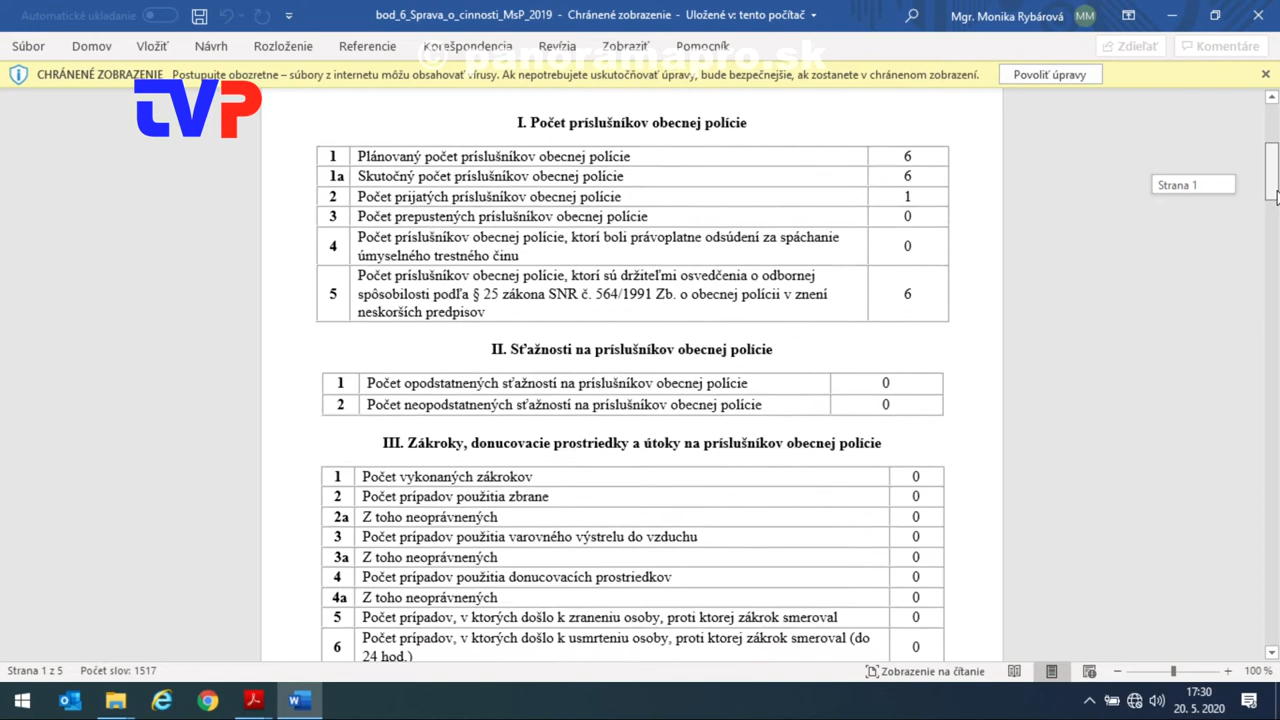 Automatické ukladanie
bod_6_Sprava_o_cinnosti_MsP_2019 - Chránené zobrazenie - Uložené v: tento počítač
Mgr. Monika Rybárová MM
Súbor Domov Vložiť Návrh Rozloženie Referencie Korešpondencia Revízia Zobraziť Pomocník Zdieľať Komentáre
© panoramapro.sk
CHRÁNENÉ ZOBRAZENIE Postupujte obozretne – súbory z internetu môžu obsahovať vírusy. Ak nepotrebujete uskutočňovať úpravy, bude bezpečnejšie, ak zostanete v chránenom zobrazení. Povoliť úpravy
TVP
I. Počet príslušníkov obecnej polície
1 Plánovaný počet príslušníkov obecnej polície 6
1a Skutočný počet príslušníkov obecnej polície 6
2 Počet prijatých príslušníkov obecnej polície 1
3 Počet prepustených príslušníkov obecnej polície 0
4 Počet príslušníkov obecnej polície, ktorí boli právoplatne odsúdení za spáchanie
úmyselného trestného činu 0
5 Počet príslušníkov obecnej polície, ktorí sú držiteľmi osvedčenia o odbornej
spôsobilosti podľa § 25 zákona SNR č. 564/1991 Zb. o obecnej polícii v znení 6
neskorších predpisov
Strana 1
II. Sťažnosti na príslušníkov obecnej polície
1 Počet opodstatnených sťažností na príslušníkov obecnej polície 0
2 Počet neopodstatnených sťažností na príslušníkov obecnej polície 0
III. Zákroky, donucovacie prostriedky a útoky na príslušníkov obecnej polície
1 Počet vykonaných zákrokov 0
2 Počet prípadov použitia zbrane 0
2a Z toho neoprávnených 0
3 Počet prípadov použitia varovného výstrelu do vzduchu 0
3a Z toho neoprávnených 0
4 Počet prípadov použitia donucovacích prostriedkov 0
4a Z toho neoprávnených 0
5 Počet prípadov, v ktorých došlo k zraneniu osoby, proti ktorej zákrok smeroval 0
6 Počet prípadov, v ktorých došlo k usmrteniu osoby, proti ktorej zákrok smeroval (do
24 hod.) 0
Strana 1 z 5 Počet slov: 1517 Zobrazenie na čítanie 100 %
17:30
20. 5. 2020